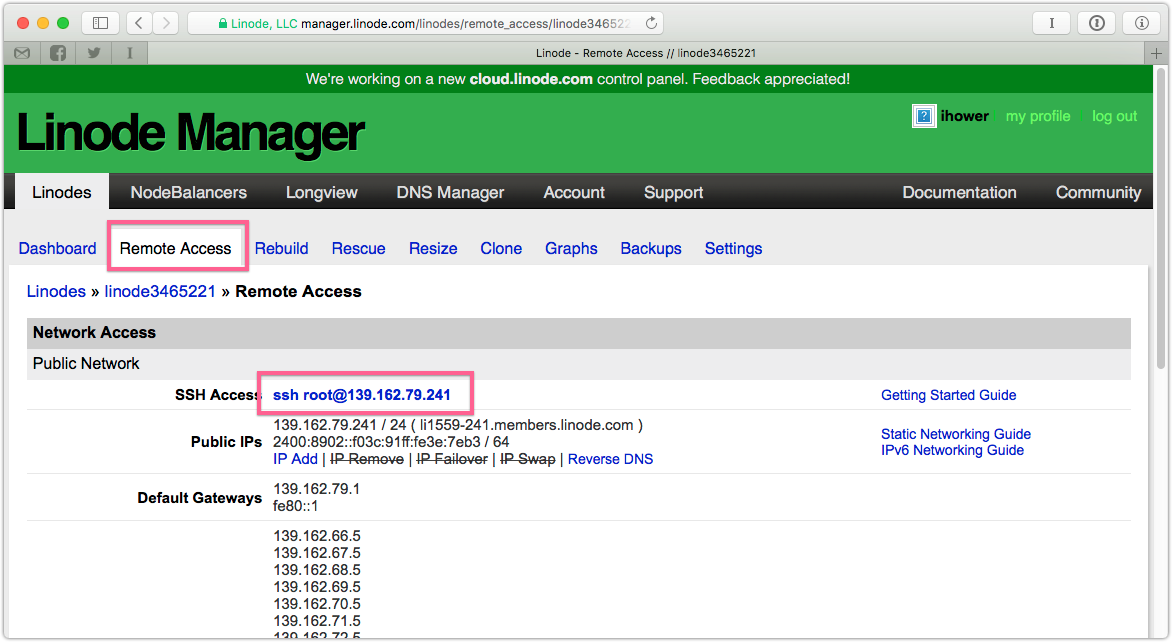 Linode, LLC manager.linode.com/linodes/remote_access/linode34652
Linode - Remote Access // linode3465221
We're working on a new cloud.linode.com control panel. Feedback appreciated!
Linode Manager
ihower my profile log out
Linodes NodeBalancers Longview DNS Manager Account Support Documentation Community
Dashboard Remote Access Rebuild Rescue Resize Clone Graphs Backups Settings
Linodes » linode3465221 » Remote Access
Network Access
Public Network
SSH Access ssh root@139.162.79.241 Getting Started Guide
Public IPs 139.162.79.241 / 24 ( li1559-241.members.linode.com )
2400:8902::f03c:91ff:fe3e:7eb3 / 64
IP Add | IP Remove | IP Failover | IP Swap | Reverse DNS
Static Networking Guide
IPv6 Networking Guide
Default Gateways 139.162.79.1
fe80::1
139.162.66.5
139.162.67.5
139.162.68.5
139.162.69.5
139.162.70.5
139.162.71.5
139.162.72.5